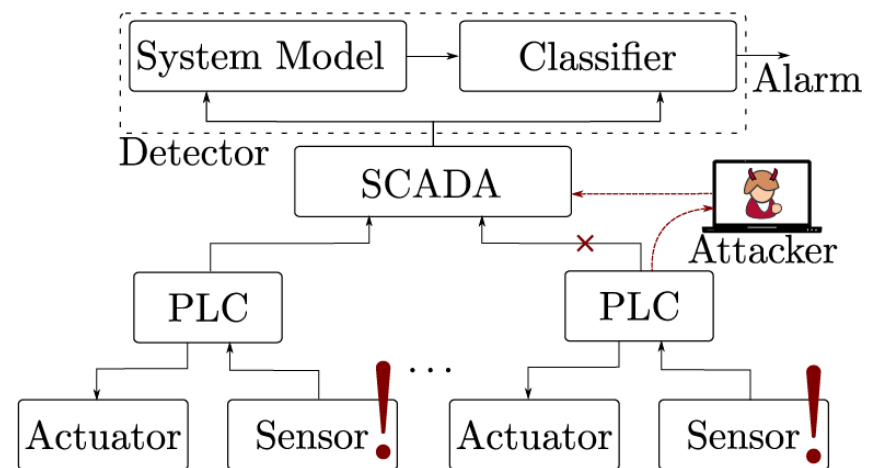 System Model
Classifier
Alarm
Detector
SCADA
Attacker
PLC
PLC
...
Actuator
Sensor
!
Actuator
Sensor
!